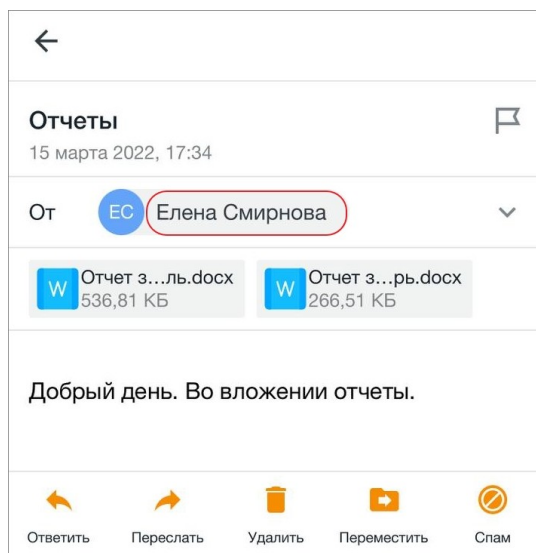 Отчеты
15 марта 2022, 17:34
От ЕС Елена Смирнова
W Отчет з...ль.docx W Отчет з...рь.docx
536,81 КБ 266,51 КБ
Добрый день. Во вложении отчеты.
Ответить Переслать Удалить Переместить Спам